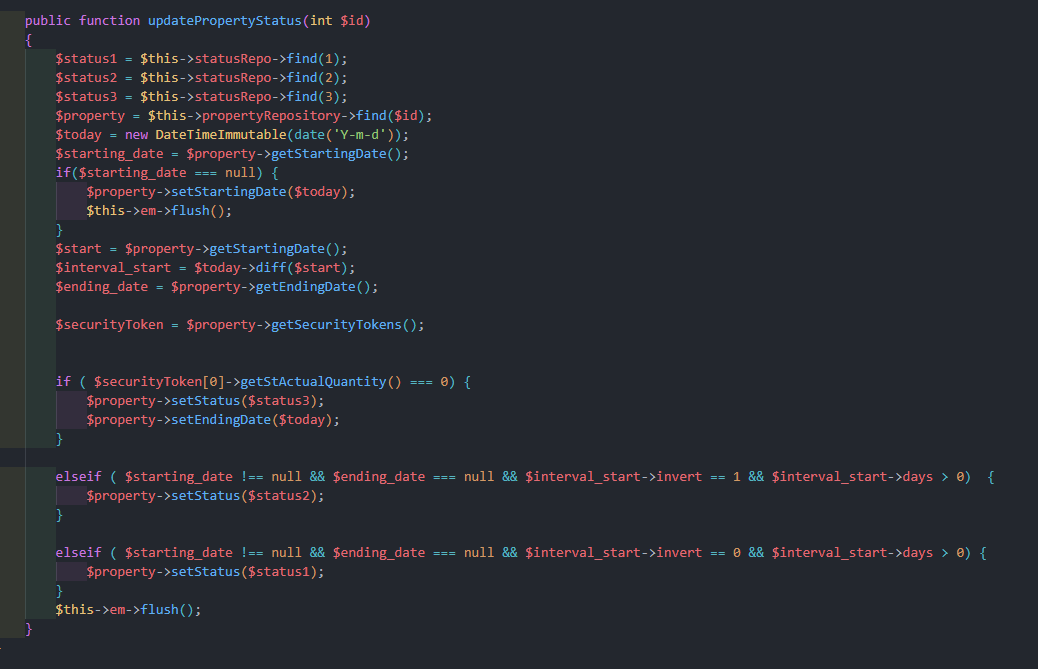 public function updatePropertyStatus(int $id)
{
$status1 = $this->statusRepo->find(1);
$status2 = $this->statusRepo->find(2);
$status3 = $this->statusRepo->find(3);
$property = $this->propertyRepository->find($id);
$today = new DateTimeImmutable(date('Y-m-d'));
$starting_date = $property->getStartingDate();
if($starting_date === null) {
$property->setStartingDate($today);
$this->em->flush();
}
$start = $property->getStartingDate();
$interval_start = $today->diff($start);
$ending_date = $property->getEndingDate();
$securityToken = $property->getSecurityTokens();
if ( $securityToken[0]->getStActualQuantity() === 0) {
$property->setStatus($status3);
$property->setEndingDate($today);
}
elseif ( $starting_date !== null && $ending_date === null && $interval_start->invert == 1 && $interval_start->days > 0)  {
$property->setStatus($status2);
}
elseif ( $starting_date !== null && $ending_date === null && $interval_start->invert == 0 && $interval_start->days > 0) {
$property->setStatus($status1);
}
$this->em->flush();
}